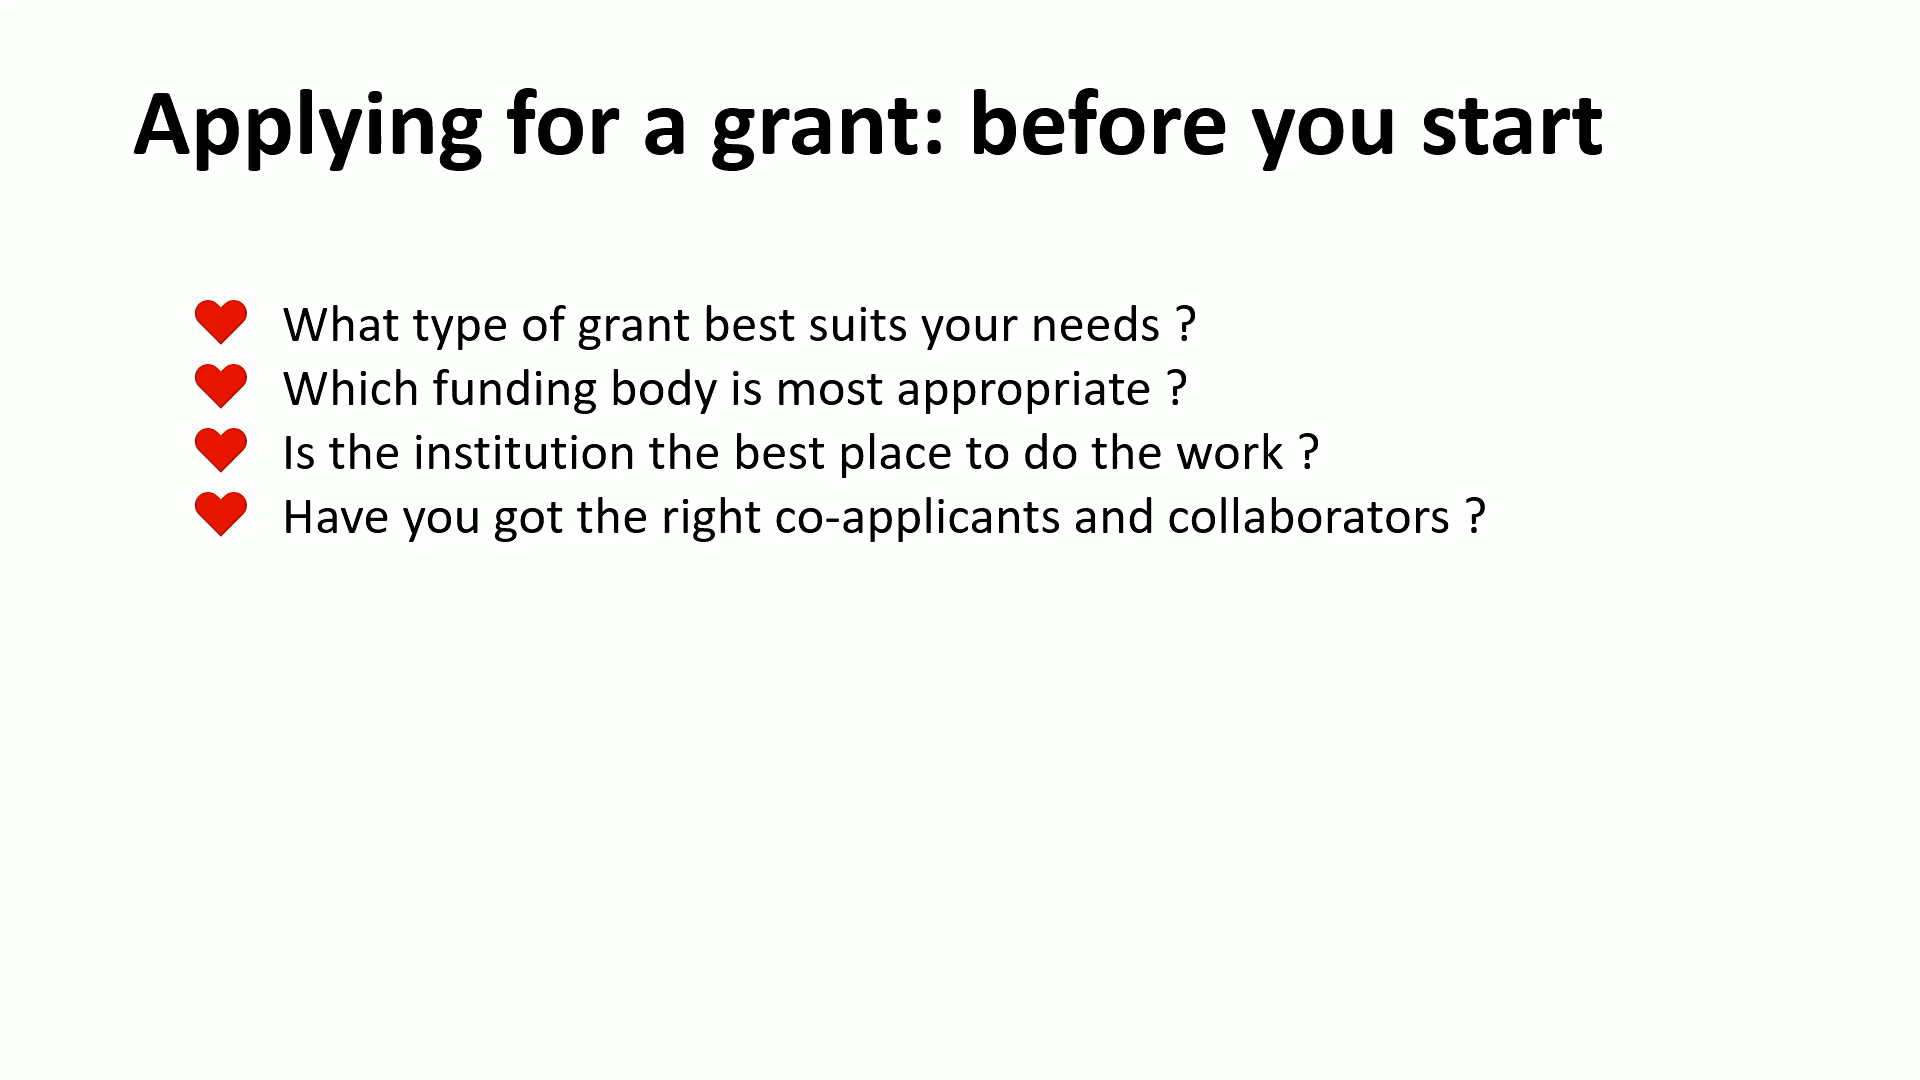 Applying for a grant: before you start
What type of grant best suits your needs ?
Which funding body is most appropriate ?
Is the institution the best place to do the work ?
Have you got the right co-applicants and collaborators ?